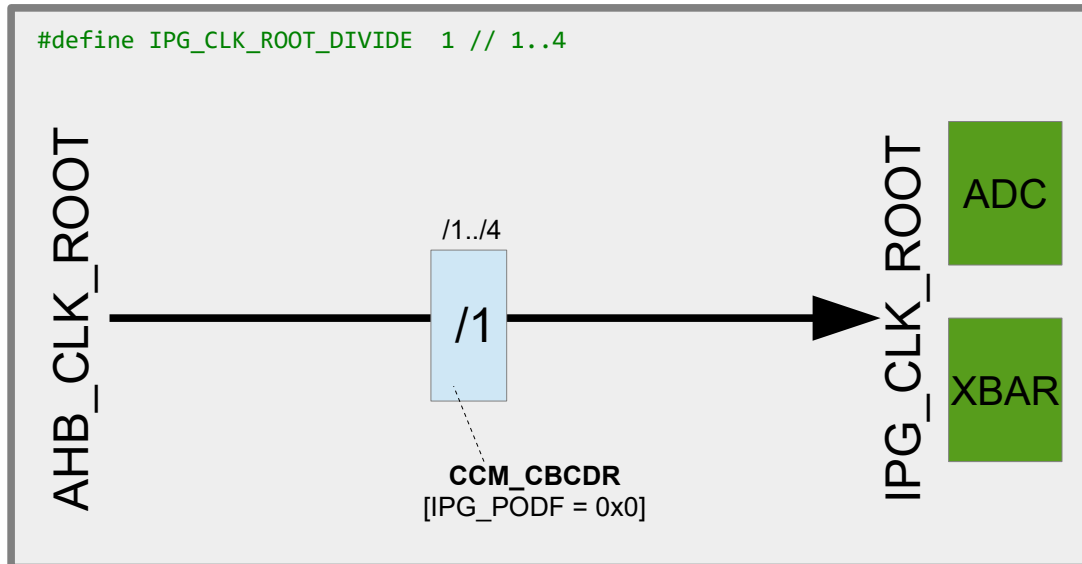 #define IPG_CLK_ROOT_DIVIDE  1 // 1..4
AHB_CLK_ROOT
/1../4
/1
CCM_CBCDR
[IPG_PODF = 0x0]
IPG_CLK_ROOT
ADC
XBAR